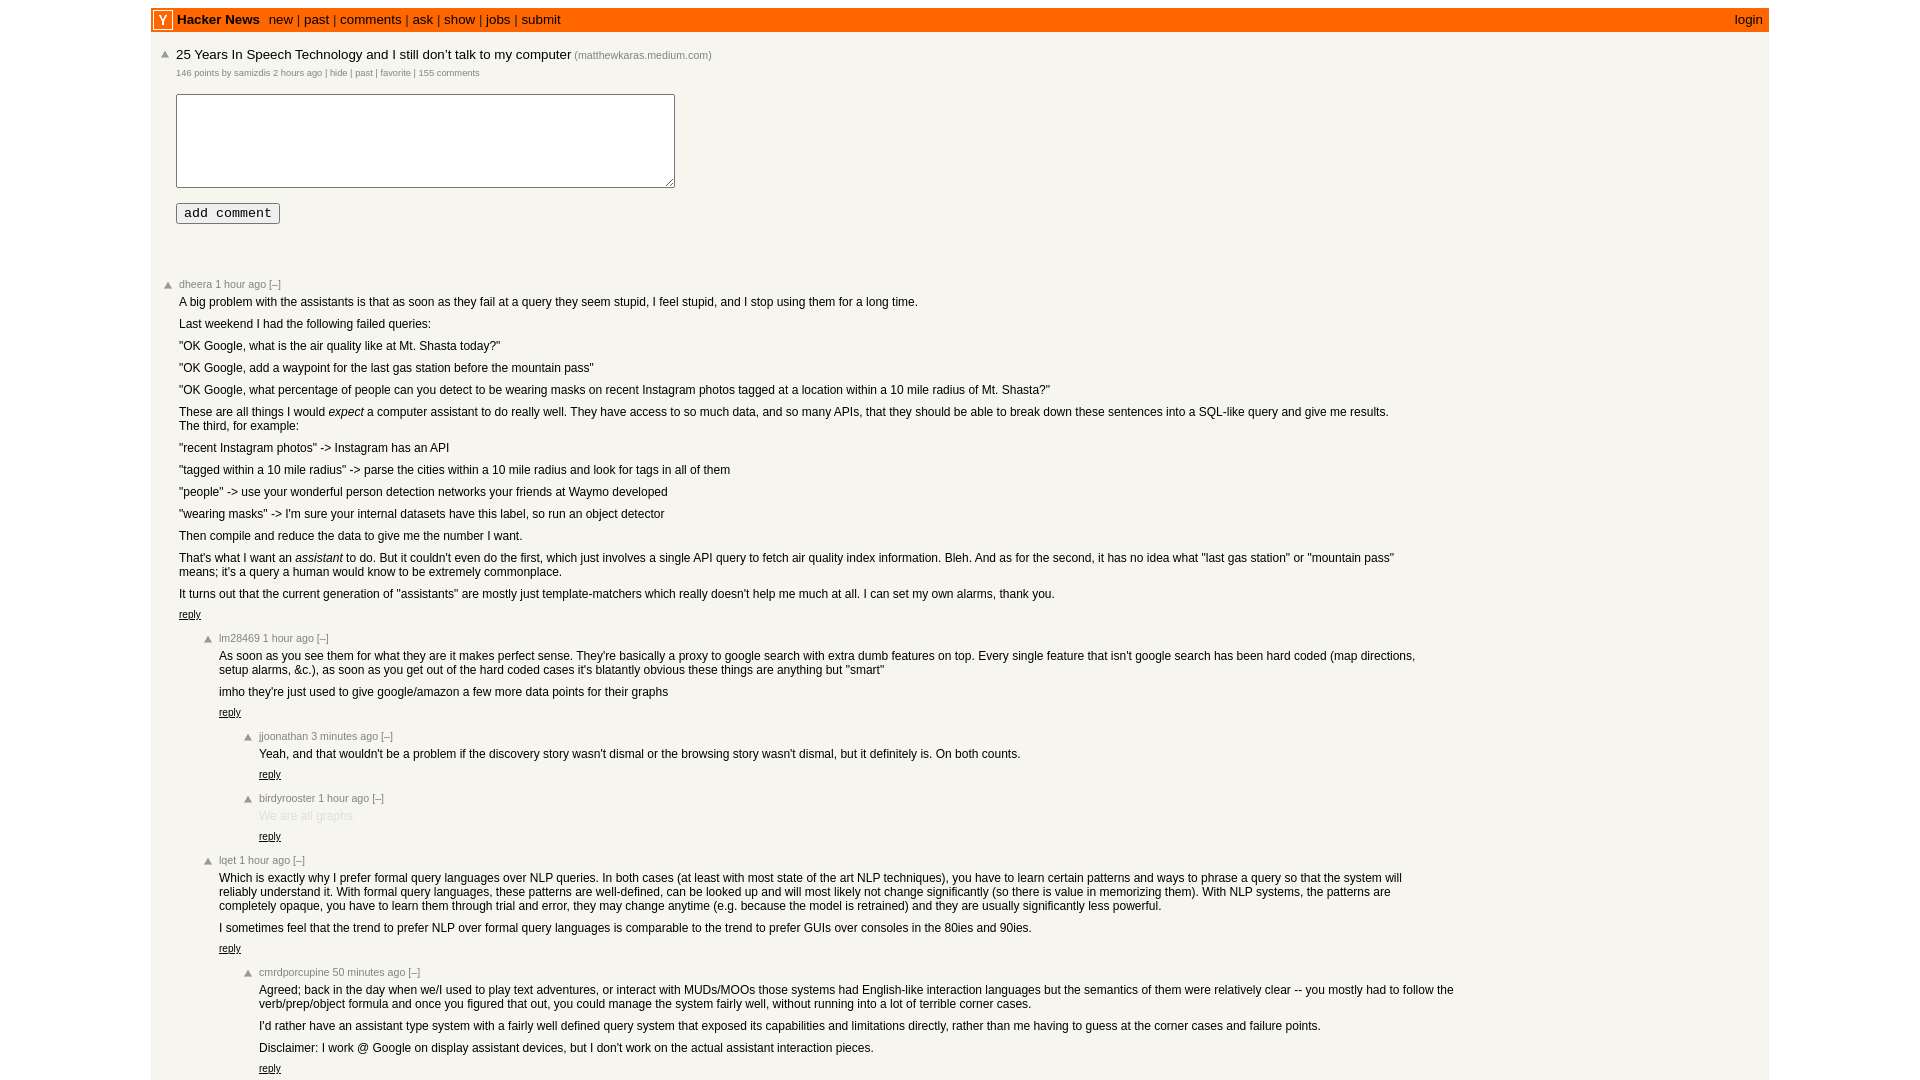 Y Hacker News new | past | comments | ask | show | jobs | submit login
25 Years In Speech Technology and I still don’t talk to my computer (matthewkaras.medium.com)
146 points by samizdis 2 hours ago | hide | past | favorite | 155 comments
add comment
dheera 1 hour ago [–]
A big problem with the assistants is that as soon as they fail at a query they seem stupid, I feel stupid, and I stop using them for a long time.
Last weekend I had the following failed queries:
"OK Google, what is the air quality like at Mt. Shasta today?"
"OK Google, add a waypoint for the last gas station before the mountain pass"
"OK Google, what percentage of people can you detect to be wearing masks on recent Instagram photos tagged at a location within a 10 mile radius of Mt. Shasta?"
These are all things I would expect a computer assistant to do really well. They have access to so much data, and so many APIs, that they should be able to break down these sentences into a SQL-like query and give me results.
The third, for example:
"recent Instagram photos" -> Instagram has an API
"tagged within a 10 mile radius" -> parse the cities within a 10 mile radius and look for tags in all of them
"people" -> use your wonderful person detection networks your friends at Waymo developed
"wearing masks" -> I'm sure your internal datasets have this label, so run an object detector
Then compile and reduce the data to give me the number I want.
That's what I want an assistant to do. But it couldn't even do the first, which just involves a single API query to fetch air quality index information. Bleh. And as for the second, it has no idea what "last gas station" or "mountain pass"
means; it's a query a human would know to be extremely commonplace.
It turns out that the current generation of "assistants" are mostly just template-matchers which really doesn't help me much at all. I can set my own alarms, thank you.
reply
lm28469 1 hour ago [–]
As soon as you see them for what they are it makes perfect sense. They're basically a proxy to google search with extra dumb features on top. Every single feature that isn't google search has been hard coded (map directions,
setup alarms, &c.), as soon as you get out of the hard coded cases it's blatantly obvious these things are anything but "smart"
imho they're just used to give google/amazon a few more data points for their graphs
reply
jjoonathan 3 minutes ago [–]
Yeah, and that wouldn't be a problem if the discovery story wasn't dismal or the browsing story wasn't dismal, but it definitely is. On both counts.
reply
birdyrooster 1 hour ago [–]
We are all graphs.
reply
lqet 1 hour ago [–]
Which is exactly why I prefer formal query languages over NLP queries. In both cases (at least with most state of the art NLP techniques), you have to learn certain patterns and ways to phrase a query so that the system will
reliably understand it. With formal query languages, these patterns are well-defined, can be looked up and will most likely not change significantly (so there is value in memorizing them). With NLP systems, the patterns are
completely opaque, you have to learn them through trial and error, they may change anytime (e.g. because the model is retrained) and they are usually significantly less powerful.
I sometimes feel that the trend to prefer NLP over formal query languages is comparable to the trend to prefer GUIs over consoles in the 80ies and 90ies.
reply
cmrdporcupine 50 minutes ago [–]
Agreed; back in the day when we/I used to play text adventures, or interact with MUDs/MOOs those systems had English-like interaction languages but the semantics of them were relatively clear -- you mostly had to follow the
verb/prep/object formula and once you figured that out, you could manage the system fairly well, without running into a lot of terrible corner cases.
I'd rather have an assistant type system with a fairly well defined query system that exposed its capabilities and limitations directly, rather than me having to guess at the corner cases and failure points.
Disclaimer: I work @ Google on display assistant devices, but I don't work on the actual assistant interaction pieces.
reply